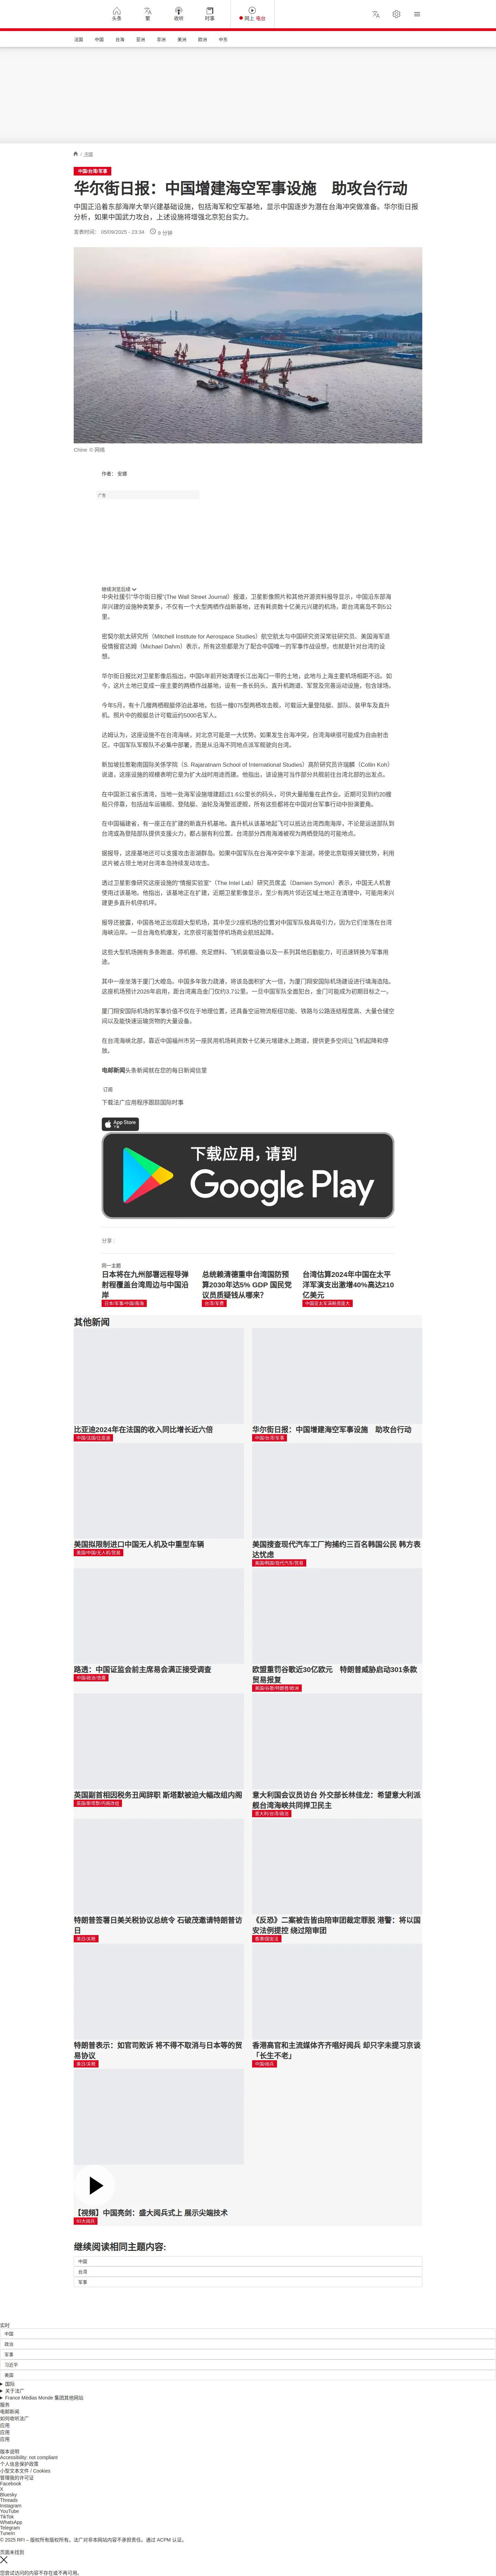 头条
繁
收听
时事
网上 电台
法国
中国
台海
亚洲
非洲
美洲
欧洲
中东
/ 中国
中国/台湾/军事
华尔街日报：中国增建海空军事设施　助攻台行动
中国正沿着东部海岸大举兴建基础设施，包括海军和空军基地，显示中国逐步为潜在台海冲突做准备。华尔街日报
分析，如果中国武力攻台，上述设施将增强北京犯台实力。
发表时间： 05/09/2025 - 23:34
9 分钟
Chine © 网络
作者： 安娜
广告
继续浏览后续
中央社援引“华尔街日报”(The Wall Street Journal）报道，卫星影像照片和其他开源资料报导显示，中国沿东部海
岸兴建的设施种类繁多，不仅有一个大型两栖作战新基地，还有耗资数十亿美元兴建的机场，距台湾离岛不到5公
里。
密契尔航太研究所（Mitchell Institute for Aerospace Studies）航空航太与中国研究资深常驻研究员、美国海军退
役情报官达姆（Michael Dahm）表示，所有这些都是为了配合中国唯一的军事作战设想，也就是针对台湾的设
想。
华尔街日报比对卫星影像后指出，中国5年前开始清理长江出海口一带的土地，此地与上海主要机场相距不远。如
今，这片土地已变成一座主要的两栖作战基地，设有一条长码头、直升机跑道、军营及完善运动设施，包含球场。
今年5月，有十几艘两栖舰艇停泊此基地，包括一艘075型两栖攻击舰，可载运大量登陆艇、部队、装甲车及直升
机。照片中的舰艇总计可载运约5000名军人。
达姆认为，这座设施不在台湾海峡，对北京可能是一大优势。如果发生台海冲突，台湾海峡很可能成为自由射击
区。中国军队军舰队不必集中部署，而是从沿海不同地点派军舰驶向台湾。
新加坡拉惹勒南国际关係学院（S. Rajaratnam School of International Studies）高阶研究员许瑞麟（Collin Koh）
说道，这座设施的规模表明它是为扩大战时用途而建。他指出，该设施可当作部分共舰前往台湾北部的出发点。
在中国浙江省乐清湾，当地一处海军设施增建超过1.6公里长的码头，可供大量船隻在此作业。近期可见到约20艘
船只停靠，包括战车运输舰、登陆艇、油轮及海警巡逻舰，所有这些都将在中国对台军事行动中扮演要角。
在中国福建省，有一座正在扩建的新直升机基地。直升机从该基地起飞可以抵达台湾西南海岸，不论是运送部队到
台湾或為登陆部队提供支援火力，都占据有利位置。台湾部分西南海滩被视为两栖登陆的可能地点。
据报导，这座基地还可以支援攻击澎湖群岛。如果中国军队在台海冲突中拿下澎湖，将使北京取得关键优势，利用
这片被占领土地对台湾本岛持续发动攻击。
透过卫星影像研究这座设施的“情报实验室”（The Intel Lab）研究员席孟（Damien Symon）表示，中国无人机曾
使用过该基地。他指出，该基地正在扩建，近期卫星影像显示，至少有两片邻近区域土地正在清理中，可能用来兴
建更多直升机停机坪。
报导还披露，中国各地正出现超大型机场，其中至少2座机场的位置对中国军队极具吸引力，因为它们坐落在台湾
海峡沿岸。一旦台海危机爆发，北京很可能暂停机场商业航班起降。
这些大型机场拥有多条跑道、停机棚、充足燃料、飞机装载设备以及一系列其他后勤能力，可迅速转换为军事用
途。
其中一座坐落于厦门大嶝岛。中国多年致力疏濬，将该岛面积扩大一倍，为厦门翔安国际机场建设进行填海造陆。
这座机场预计2026年启用，距台湾离岛金门仅约3.7公里。一旦中国军队全面犯台，金门可能成为初期目标之一。
厦门翔安国际机场的军事价值不仅在于地理位置，还具备空运物流枢纽功能、铁路与公路连结程度高、大量仓储空
间以及能快速运输货物的大量设备。
在台湾海峡北部，靠近中国福州市另一座民用机场耗资数十亿美元增建水上跑道，提供更多空间让飞机起降和停
放。
电邮新闻头条新闻就在您的每日新闻信里
订阅
下载法广应用程序跟踪国际时事
App Store
下载
下载应用，请到
Google Play
分享 :
同一主题
日本将在九州部署远程导弹
射程覆盖台湾周边与中国沿
岸
日本/军事/中国/南海
总统赖清德重申台湾国防预
算2030年达5% GDP 国民党
议员质疑钱从哪来？
台湾/军费
台湾估算2024年中国在太平
洋军演支出激增40%高达210
亿美元
中国亚太军演耗资庞大
其他新闻
比亚迪2024年在法国的收入同比增长近六倍
中国/法国/比亚迪
华尔街日报：中国增建海空军事设施　助攻台行动
中国/台湾/军事
美国拟限制进口中国无人机及中重型车辆
美国/中国/无人机/贸易
美国搜查现代汽车工厂拘捕约三百名韩国公民 韩方表
达忧虑
美国/韩国/现代汽车/贸易
路透：中国证监会前主席易会满正接受调查
中国/政治/贪腐
欧盟重罚谷歌近30亿欧元　特朗普威胁启动301条款
贸易报复
美国/谷歌/特朗普/欧洲
英国副首相因税务丑闻辞职 斯塔默被迫大幅改组内阁
英国/斯塔默/内阁改组
意大利国会议员访台 外交部长林佳龙：希望意大利派
舰台湾海峡共同捍卫民主
意大利/台湾/政治
特朗普签署日美关税协议总统令 石破茂邀请特朗普访
日
美日/关税
《反恐》二案被告皆由陪审团裁定罪脱 港警：将以国
安法例提控 绕过陪审团
香港/国安法
特朗普表示：如官司败诉 将不得不取消与日本等的贸
易协议
美日/关税
香港高官和主流媒体齐齐唱好阅兵 却只字未提习京谈
「长生不老」
中国/阅兵
【视频】中国亮剑：盛大阅兵式上 展示尖端技术
93大阅兵
继续阅读相同主题内容:
中国
台湾
军事
实时
中国
政治
军事
习近平
美国
国际
关于法广
France Médias Monde 集团其他网站
服务
电邮新闻
如何收听法广
应用
应用
应用
版本说明
Accessibility: not compliant
个人信息保护政策
小型文本文件 / Cookies
管理我的许可证
Facebook
X
Bluesky
Threads
Instagram
YouTube
TikTok
WhatsApp
Telegram
TuneIn
© 2025 RFI – 版权所有版权所有。法广对非本网站内容不承担责任。通过 ACPM 认证。
页面未找到
您尝试访问的内容不存在或不再可用。